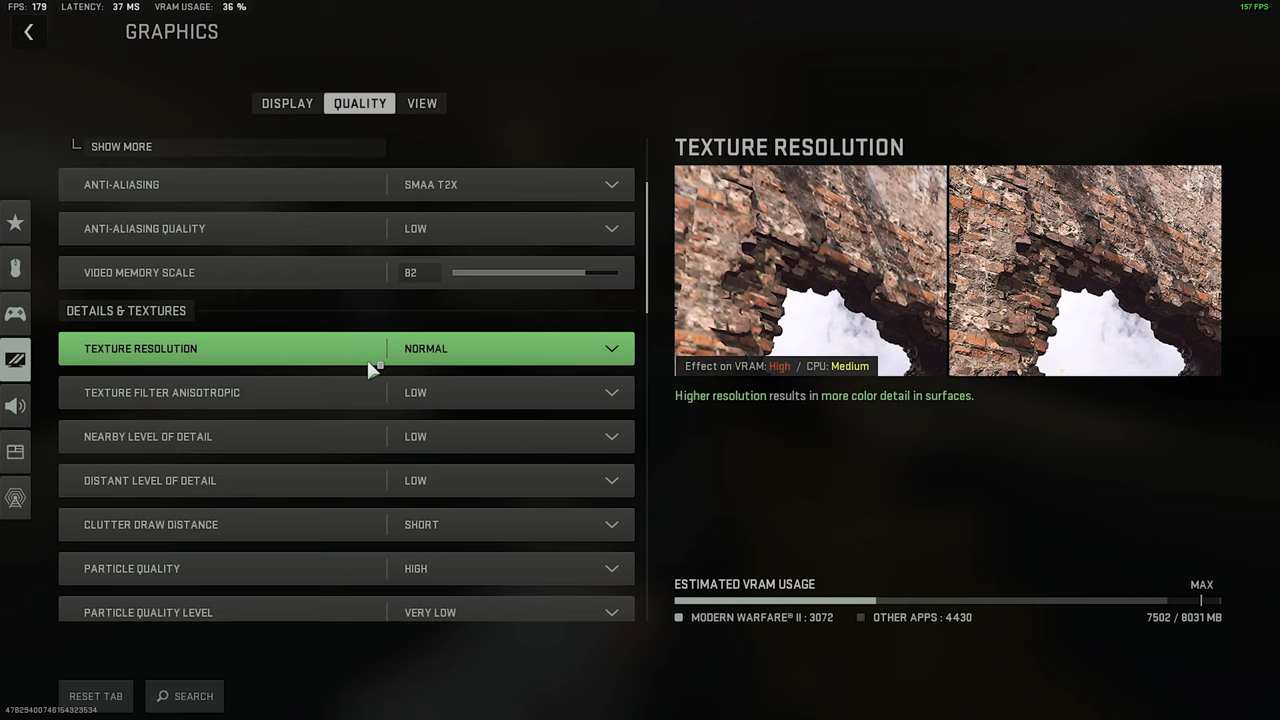 FPS: 179 LATENCY: 37 MS VRAM USAGE: 36 %
157 FPS
GRAPHICS
DISPLAY QUALITY VIEW
SHOW MORE
ANTI-ALIASING SMAA T2X
ANTI-ALIASING QUALITY LOW
VIDEO MEMORY SCALE 82
DETAILS & TEXTURES
TEXTURE RESOLUTION NORMAL
TEXTURE FILTER ANISOTROPIC LOW
NEARBY LEVEL OF DETAIL LOW
DISTANT LEVEL OF DETAIL LOW
CLUTTER DRAW DISTANCE SHORT
PARTICLE QUALITY HIGH
PARTICLE QUALITY LEVEL VERY LOW
TEXTURE RESOLUTION
Effect on VRAM: High / CPU: Medium
Higher resolution results in more color detail in surfaces.
ESTIMATED VRAM USAGE MAX
MODERN WARFARE® II : 3072 OTHER APPS : 4430 7502 / 8031 MB
RESET TAB SEARCH